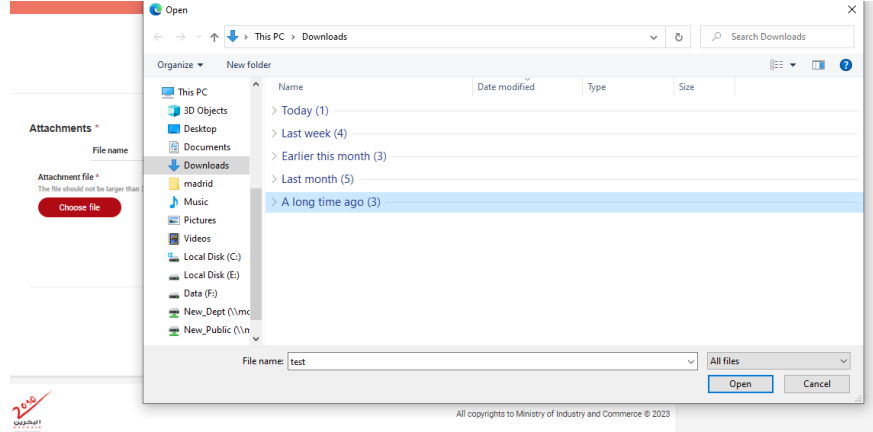 Open
This PC > Downloads
Search Downloads
Organize
New folder
Name
Date modified
Type
Size
This PC
3D Objects
Desktop
Documents
Downloads
madrid
Music
Pictures
Videos
Local Disk (C:)
Local Disk (E:)
Data (F:)
New_Dept (\\mo
New_Public (\\n
Today (1)
Last week (4)
Earlier this month (3)
Last month (5)
A long time ago (3)
File name:
test
All files
Open
Cancel
Attachments *
File name
Attachment file *
The file should not be larger than
Choose file
2030
البحرين
BAHRAIN
All copyrights to Ministry of Industry and Commerce © 2023